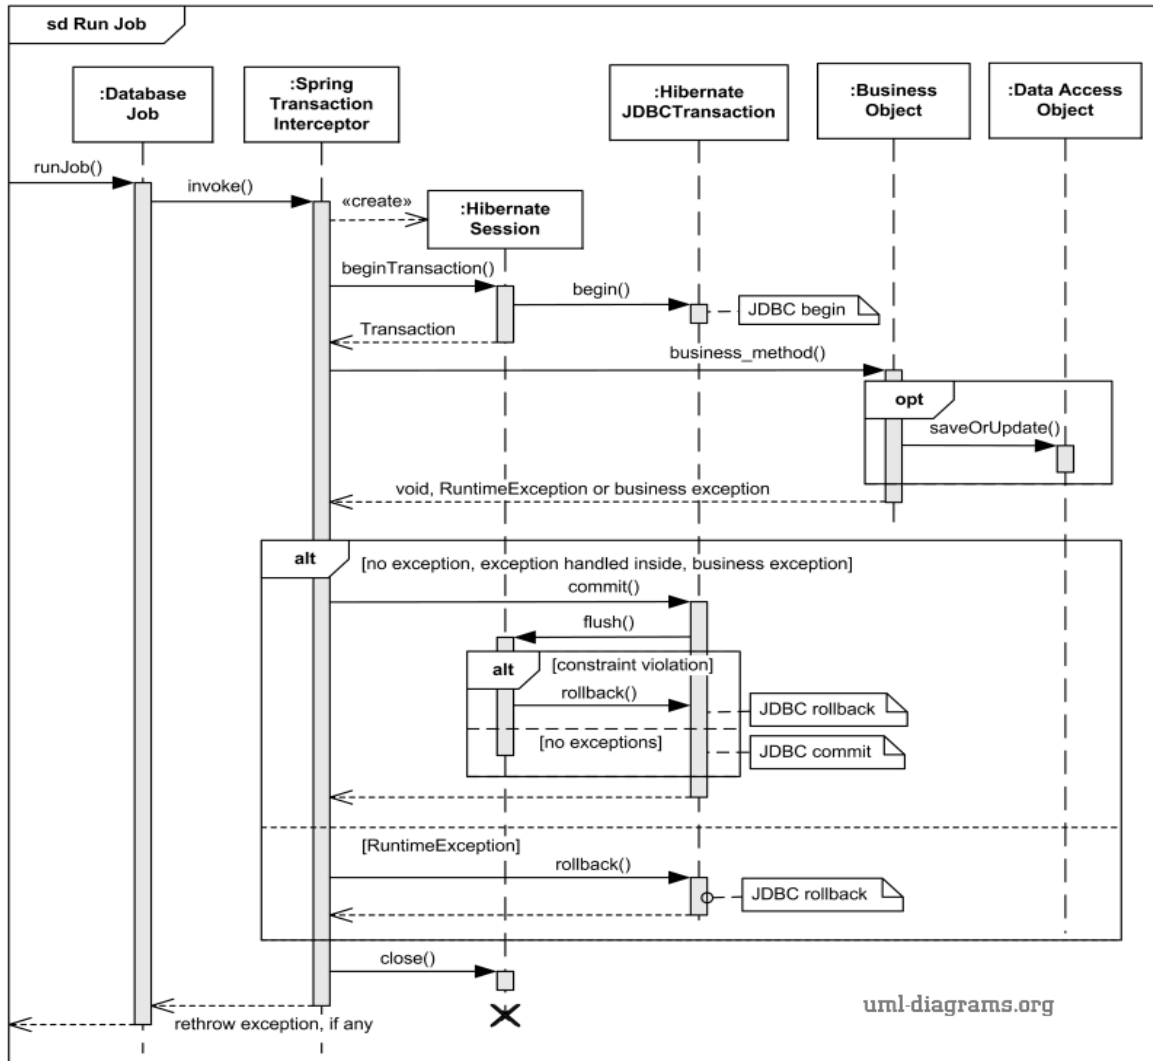 sd Run Job
:Database
Job
:Spring
Transaction
Interceptor
:Hibernate
JDBCTransaction
:Business
Object
:Data Access
Object
runJob()
invoke()
«create»
:Hibernate
Session
beginTransaction()
begin()
JDBC begin
Transaction
business_method()
opt
saveOrUpdate()
void, RuntimeException or business exception
alt
[no exception, exception handled inside, business exception]
commit()
flush()
alt
[constraint violation]
rollback()
JDBC rollback
[no exceptions]
JDBC commit
[RuntimeException]
rollback()
JDBC rollback
close()
rethrow exception, if any
uml-diagrams.org